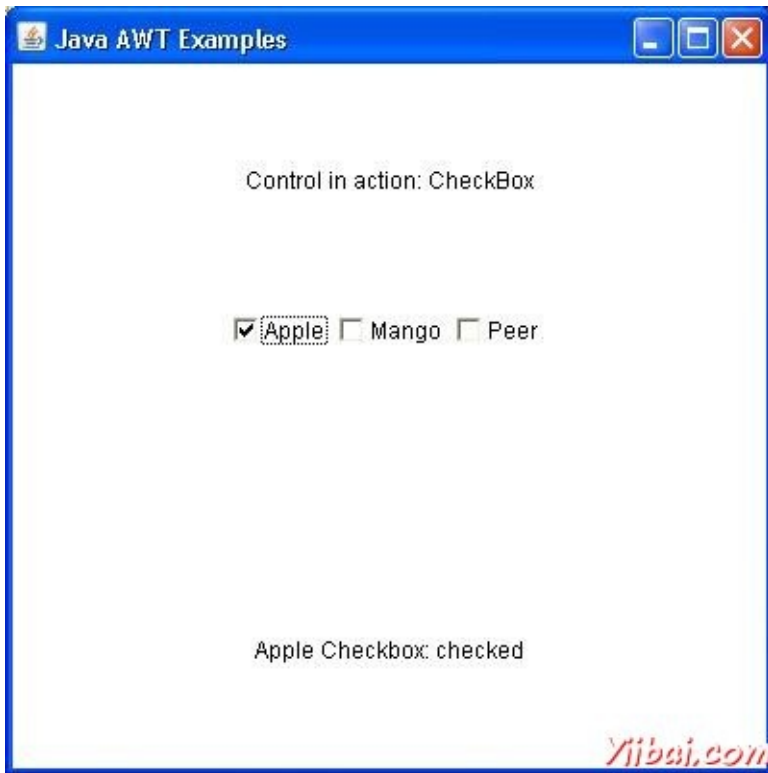 Java AWT Examples
Control in action: CheckBox
Apple Mango Peer
Apple Checkbox: checked
Yiibai.com